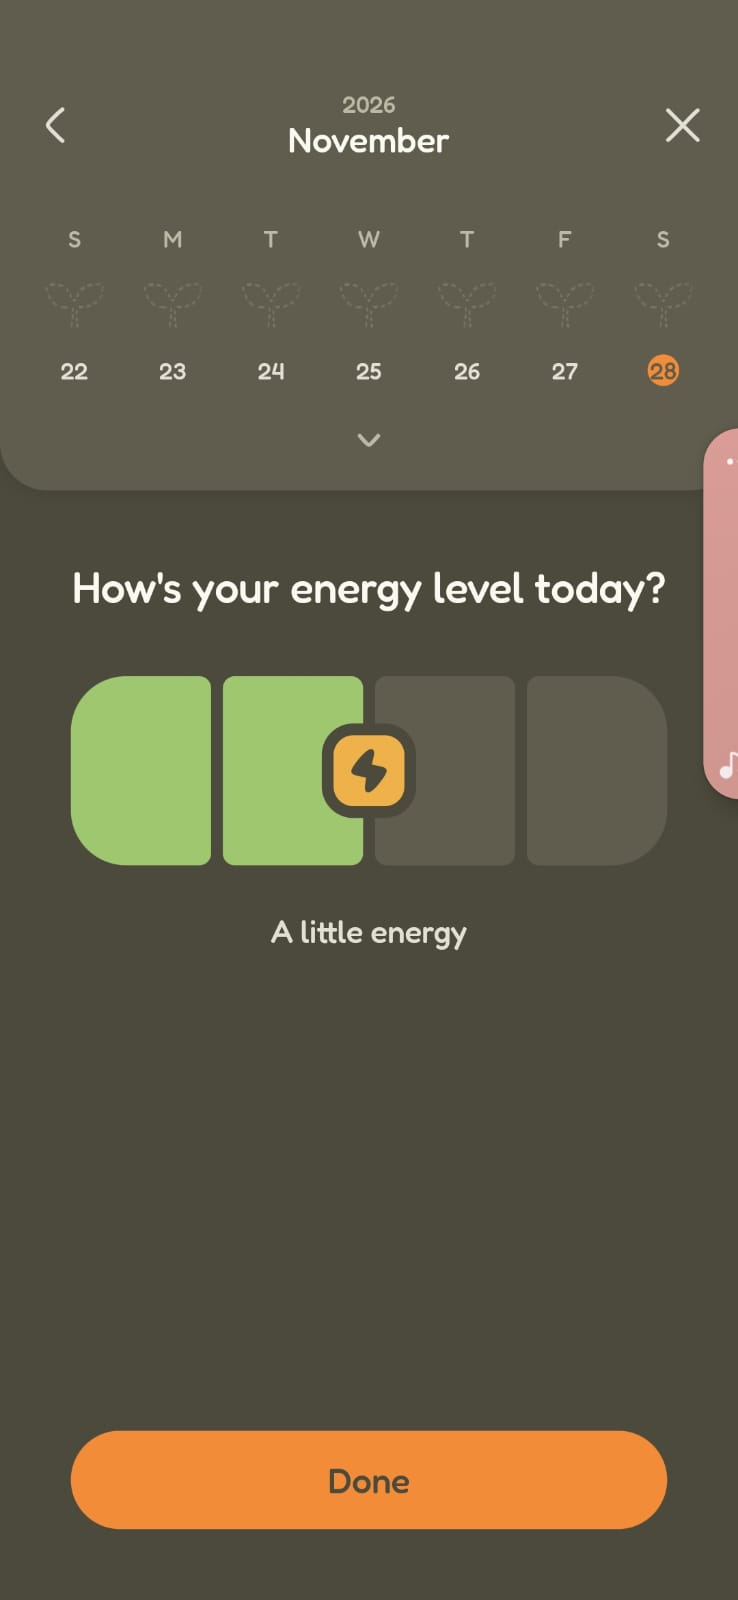 2026
November
S M T W T F S
22 23 24 25 26 27 28
How's your energy level today?
A little energy
Done